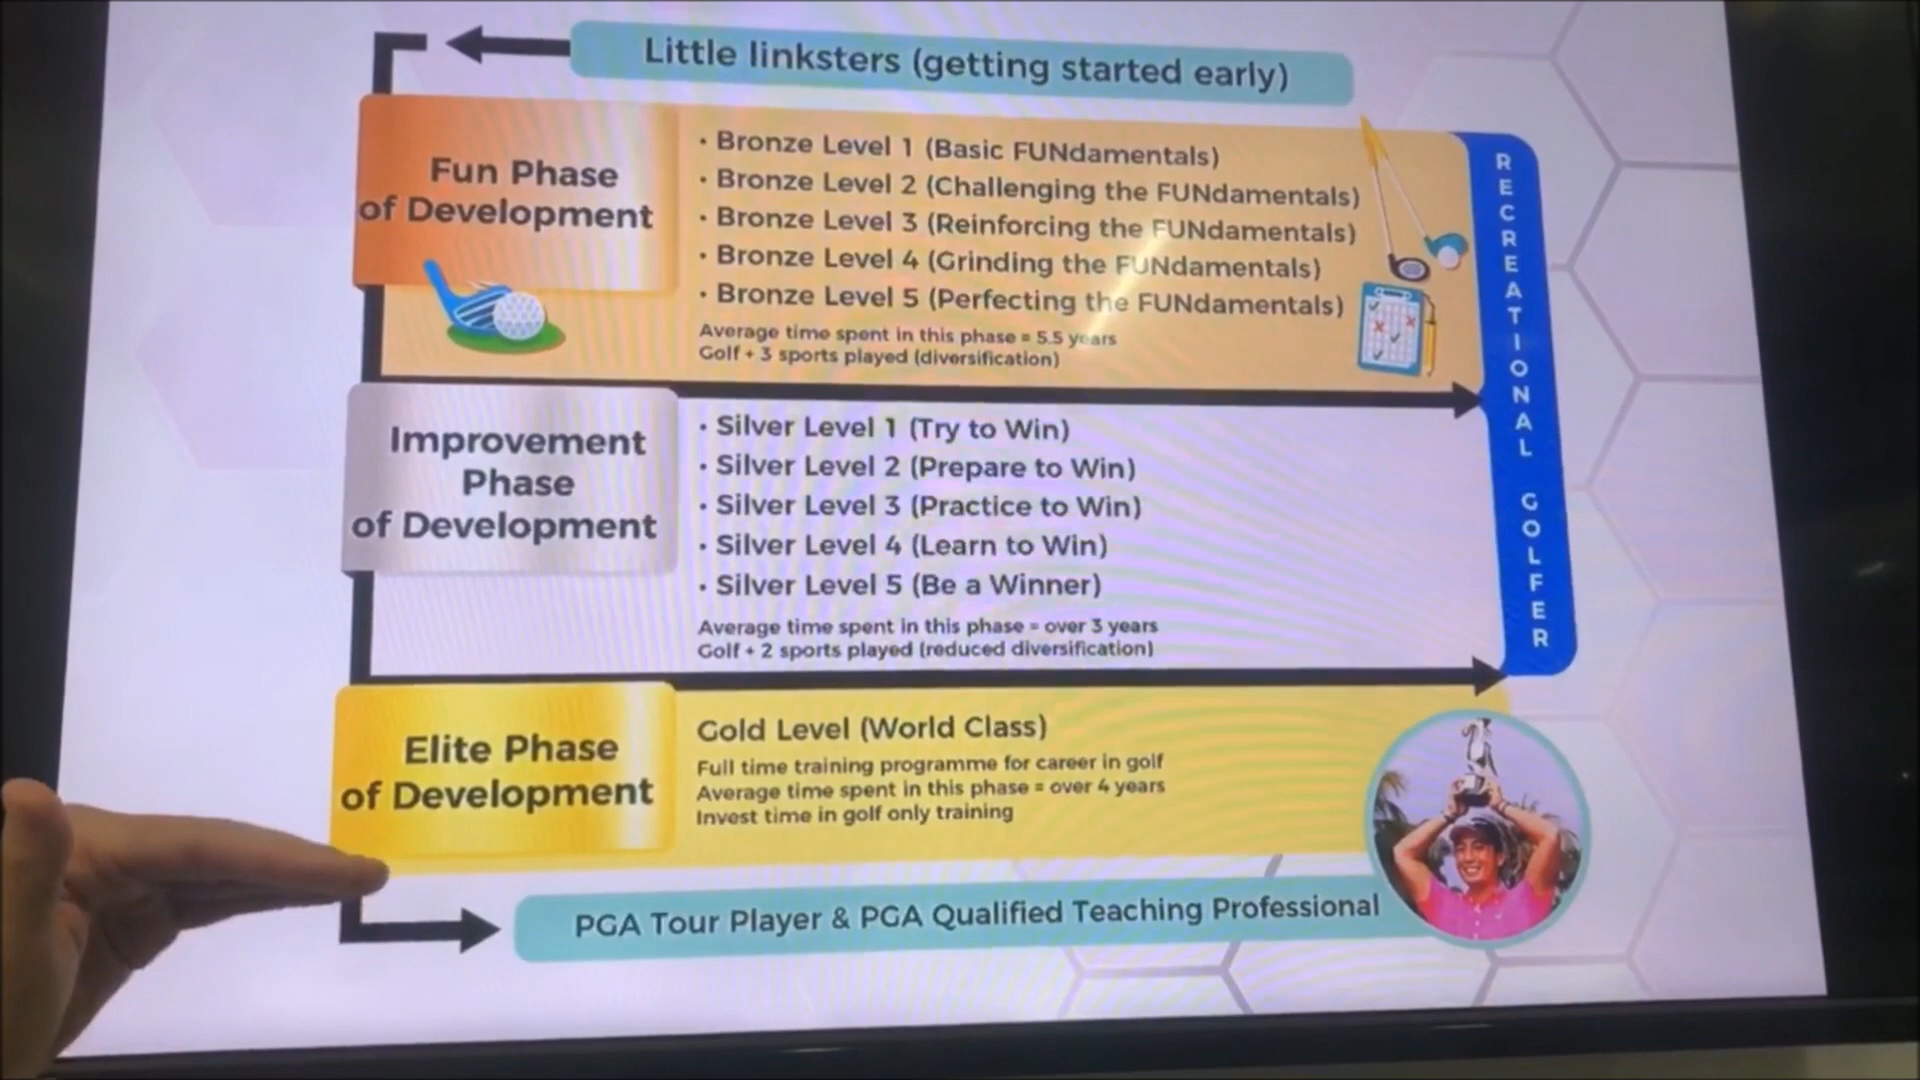 Little linksters (getting started early)
Fun Phase
of Development
• Bronze Level 1 (Basic FUNdamentals)
• Bronze Level 2 (Challenging the FUNdamentals)
• Bronze Level 3 (Reinforcing the FUNdamentals)
• Bronze Level 4 (Grinding the FUNdamentals)
• Bronze Level 5 (Perfecting the FUNdamentals)
Average time spent in this phase = 5.5 years
Golf + 3 sports played (diversification)
Improvement
Phase
of Development
• Silver Level 1 (Try to Win)
• Silver Level 2 (Prepare to Win)
• Silver Level 3 (Practice to Win)
• Silver Level 4 (Learn to Win)
• Silver Level 5 (Be a Winner)
Average time spent in this phase = over 3 years
Golf + 2 sports played (reduced diversification)
RECREATIONAL GOLFER
Elite Phase
of Development
Gold Level (World Class)
Full time training programme for career in golf
Average time spent in this phase = over 4 years
Invest time in golf only training
PGA Tour Player & PGA Qualified Teaching Professional